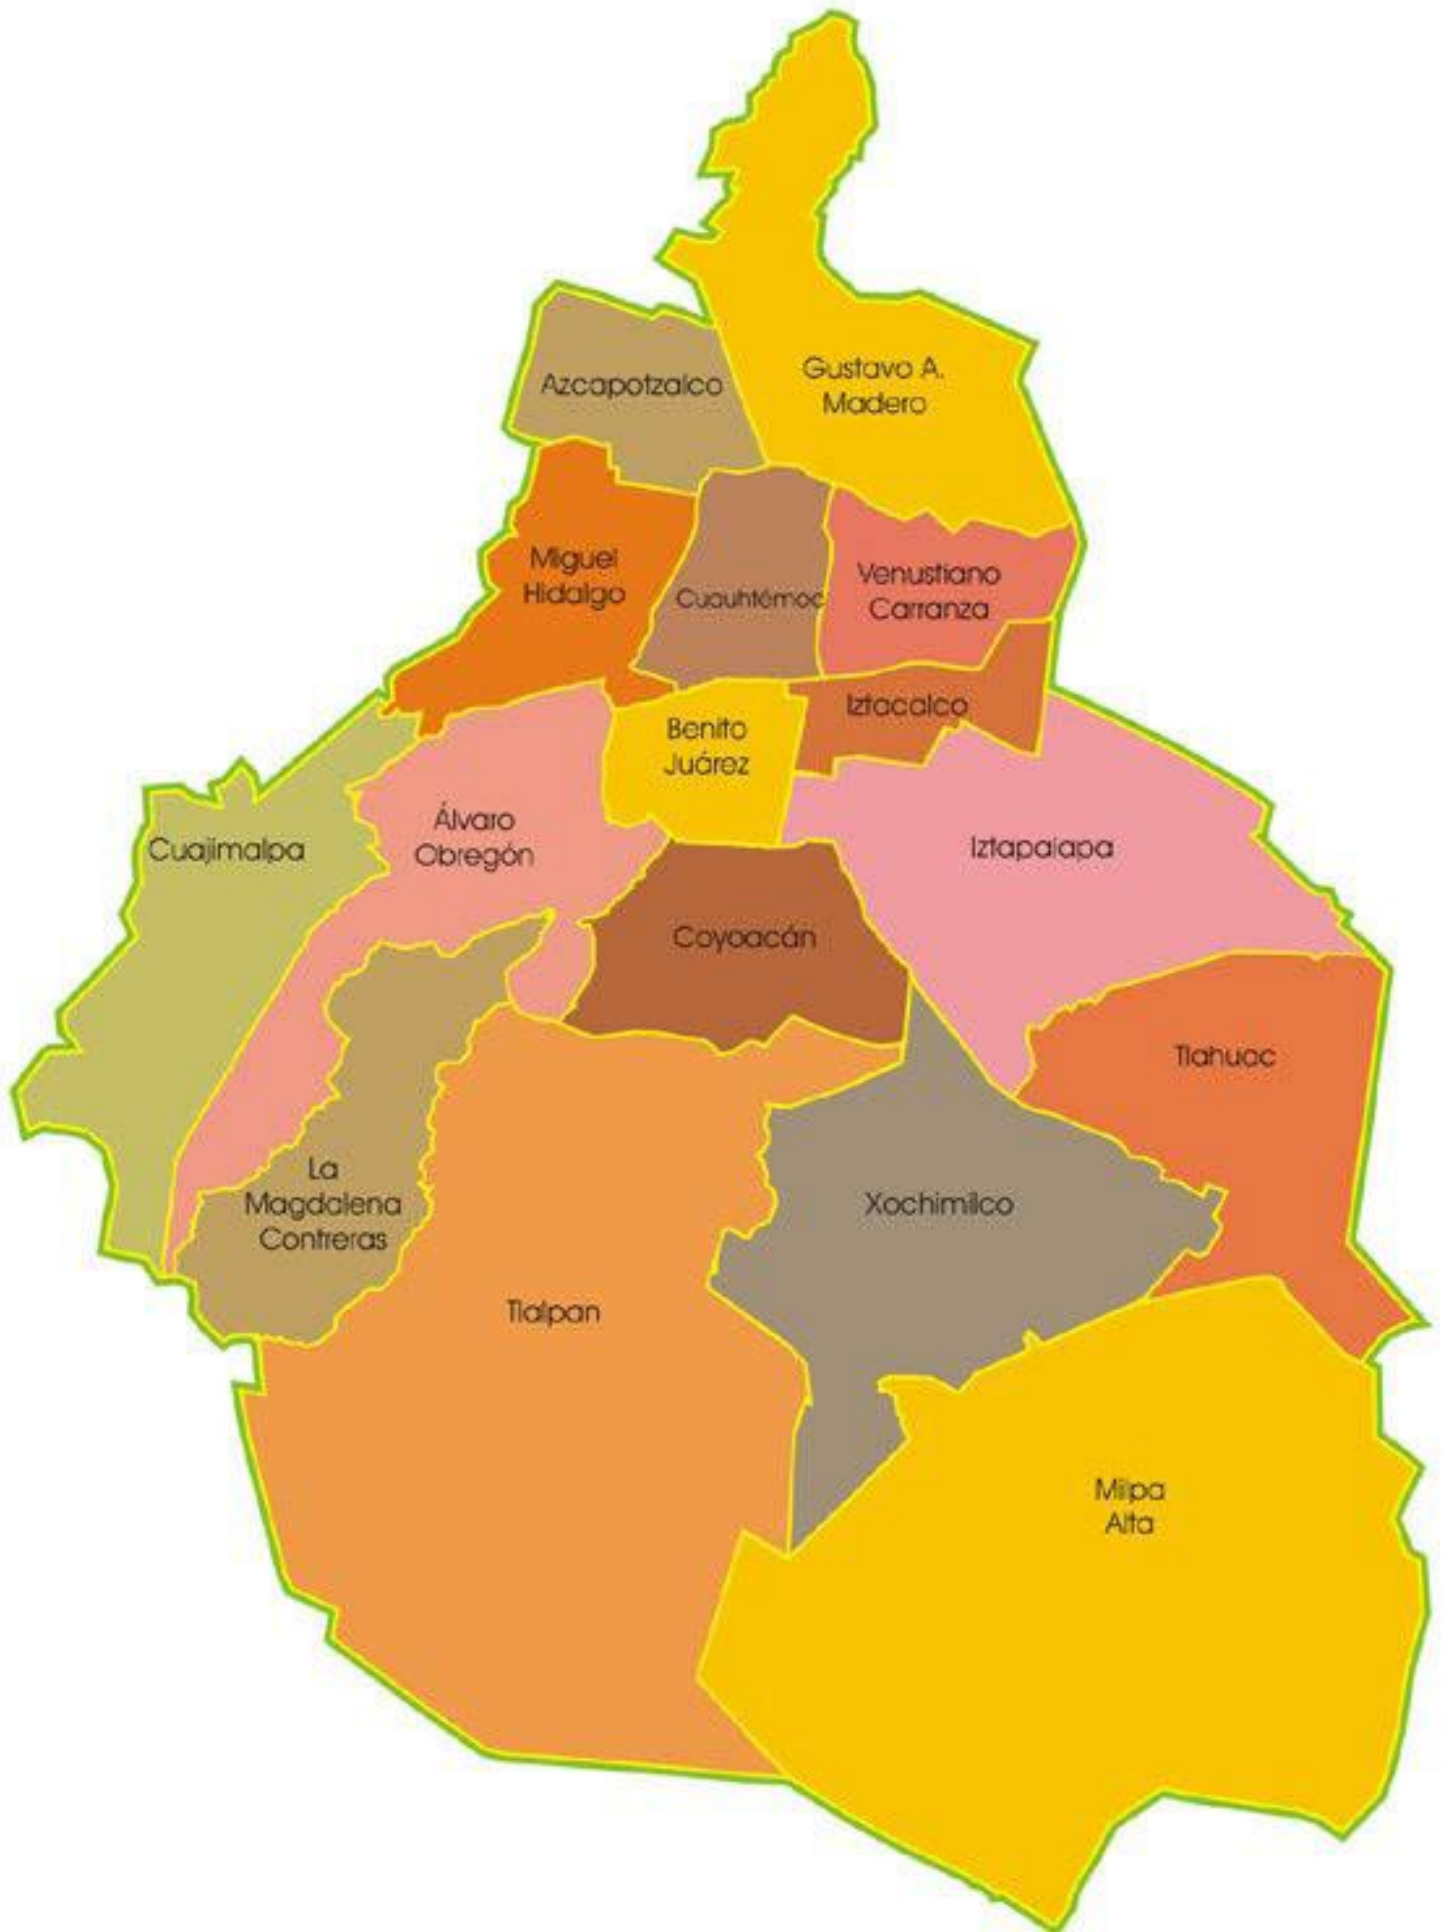 Gustavo A.
Madero
Azcapotzalco
Miguel
Hidalgo
Cuauhtémoc
Venustiano
Carranza
Iztacalco
Benito
Juárez
Álvaro
Obregón
Cuajimalpa
Iztapalapa
Coyoacán
Tlahuac
La
Magdalena
Contreras
Xochimilco
Tlalpan
Milpa
Alta